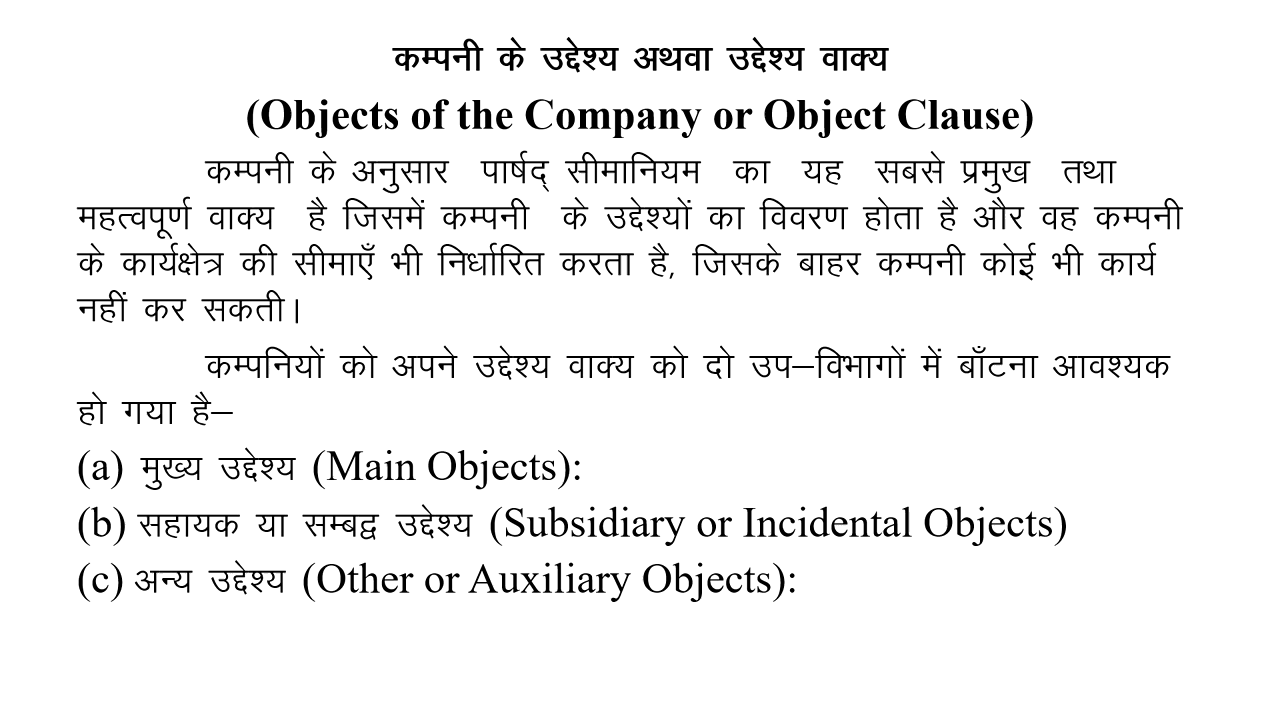 कम्पनी के उद्देश्य अथवा उद्देश्य वाक्य
(Objects of the Company or Object Clause)
कम्पनी के अनुसार पार्षद् सीमानियम का यह सबसे प्रमुख तथा
महत्वपूर्ण वाक्य है जिसमें कम्पनी के उद्देश्यों का विवरण होता है और वह कम्पनी
के कार्यक्षेत्र की सीमाएँ भी निर्धारित करता है, जिसके बाहर कम्पनी कोई भी कार्य
नहीं कर सकती।
कम्पनियों को अपने उद्देश्य वाक्य को दो उप–विभागों में बाँटना आवश्यक
हो गया है–
(a) मुख्य उद्देश्य (Main Objects):
(b) सहायक या सम्बद्व उद्देश्य (Subsidiary or Incidental Objects)
(c) अन्य उद्देश्य (Other or Auxiliary Objects):